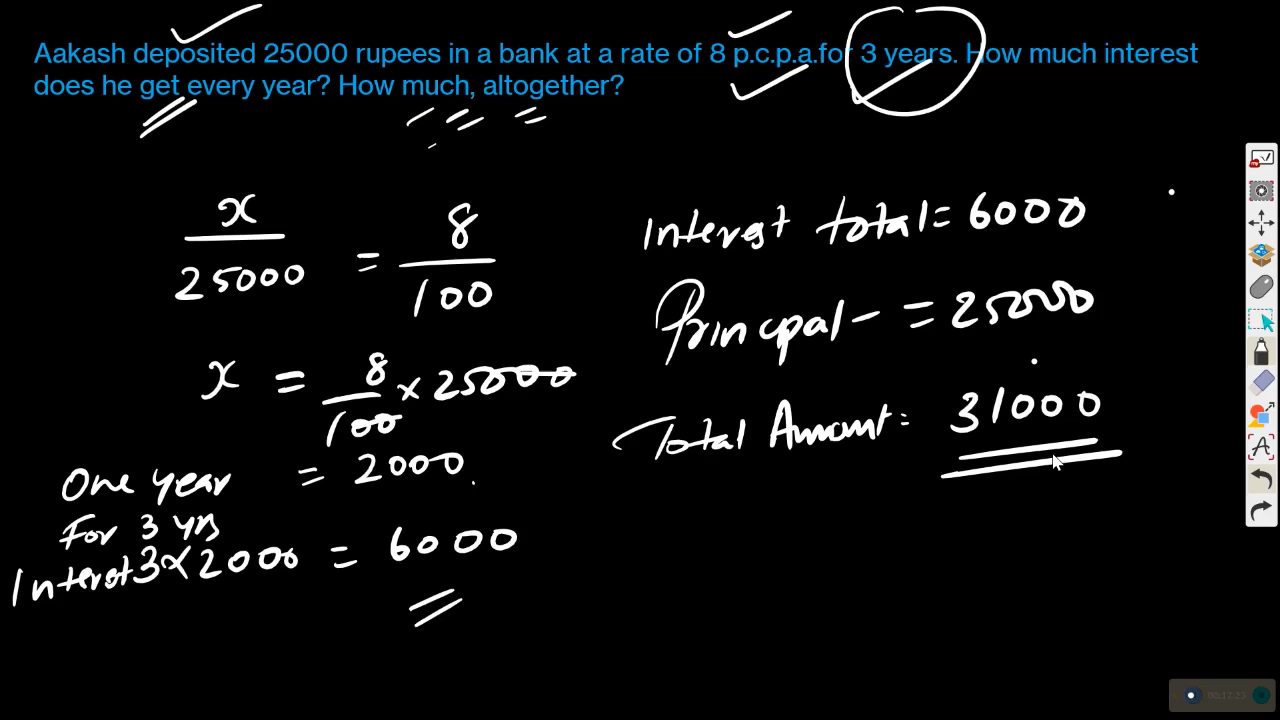 Aakash deposited 25000 rupees in a bank at a rate of 8 p.c.p.a.for 3 years. How much interest
does he get every year? How much, altogether?
x/25000 = 8/100
x = 8/100 × 25000
One year = 2000
For 3 yrs
Interst 3 × 2000 = 6000
Interest total = 6000
Princpal - = 25000
Total Amount = 31000